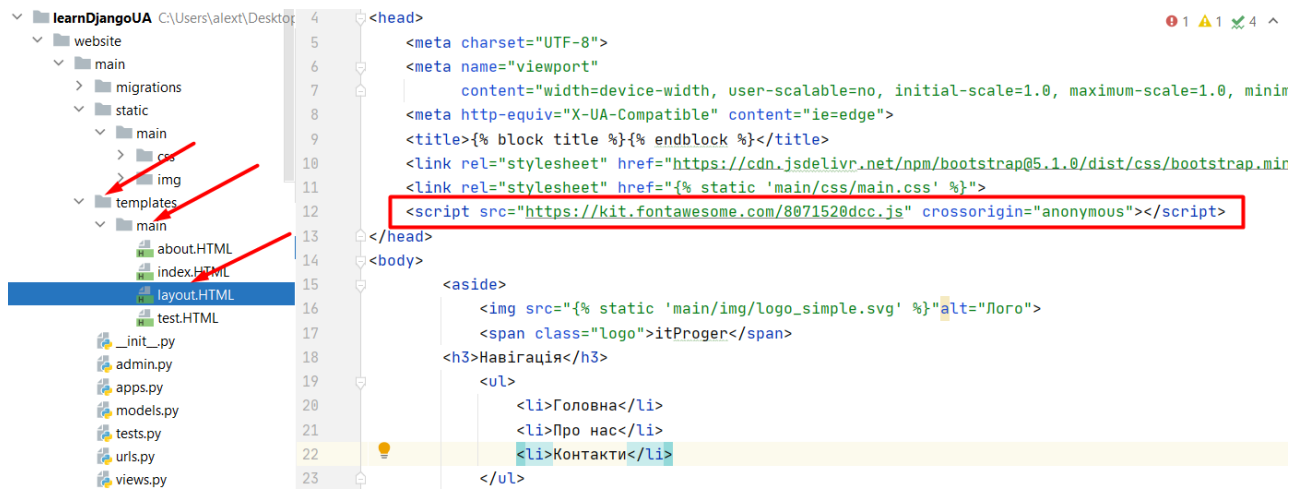 learnDjangoUA C:\Users\alext\Desktop
website
main
migrations
static
main
css
img
templates
main
about.HTML
index.HTML
layout.HTML
test.HTML
__init__.py
admin.py
apps.py
models.py
tests.py
urls.py
views.py
1 1 4
4 <head>
5 <meta charset="UTF-8">
6 <meta name="viewport"
7 content="width=device-width, user-scalable=no, initial-scale=1.0, maximum-scale=1.0, minim
8 <meta http-equiv="X-UA-Compatible" content="ie=edge">
9 <title>{% block title %}{% endblock %}</title>
10 <link rel="stylesheet" href="https://cdn.jsdelivr.net/npm/bootstrap@5.1.0/dist/css/bootstrap.min
11 <link rel="stylesheet" href="{% static 'main/css/main.css' %}">
12 <script src="https://kit.fontawesome.com/8071520dcc.js" crossorigin="anonymous"></script>
13 </head>
14 <body>
15 <aside>
16 <img src="{% static 'main/img/logo_simple.svg' %}"alt="Лого">
17 <span class="logo">itProger</span>
18 <h3>Навігація</h3>
19 <ul>
20 <li>Головна</li>
21 <li>Про нас</li>
22 <li>Контакти</li>
23 </ul>